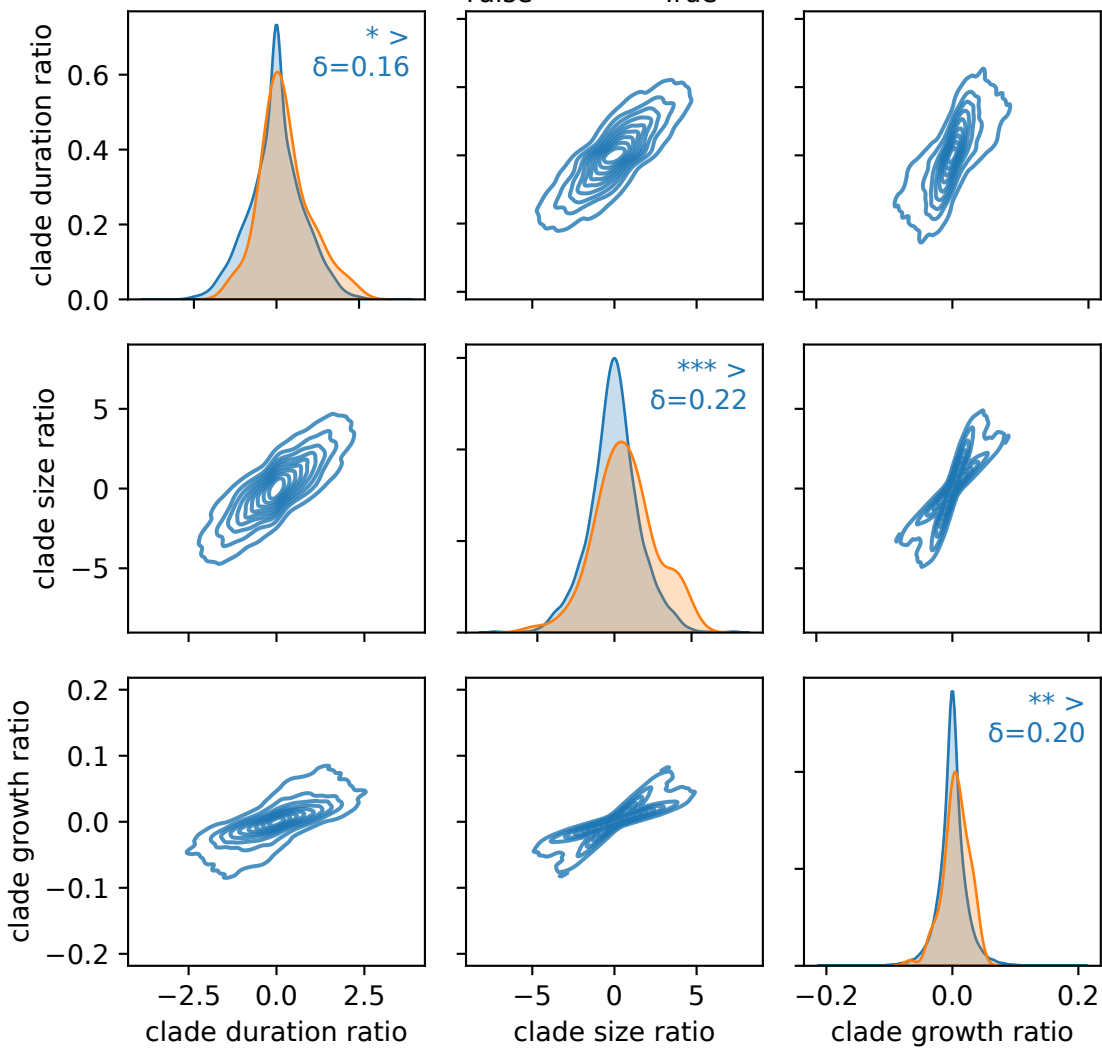 clade duration ratio
0.6
0.4
0.2
0.0
* >
δ=0.16
clade size ratio
5
0
−5
*** >
δ=0.22
clade growth ratio
0.2
0.1
0.0
−0.1
−0.2
** >
δ=0.20
−2.5 0.0 2.5
−5 0 5
−0.2 0.0 0.2
clade duration ratio
clade size ratio
clade growth ratio